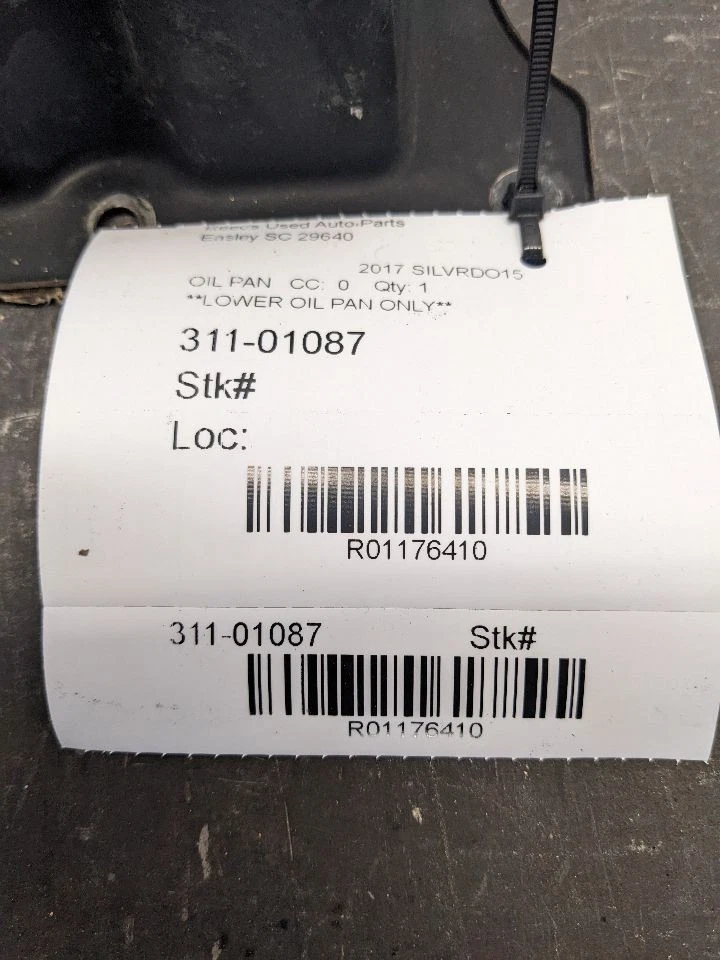 Used Auto Parts
Easley SC 29640
2017 SILVRDO15
OIL PAN CC: 0 Qty: 1
**LOWER OIL PAN ONLY**
311-01087
Stk#
Loc:
R01176410
311-01087 Stk#
R01176410